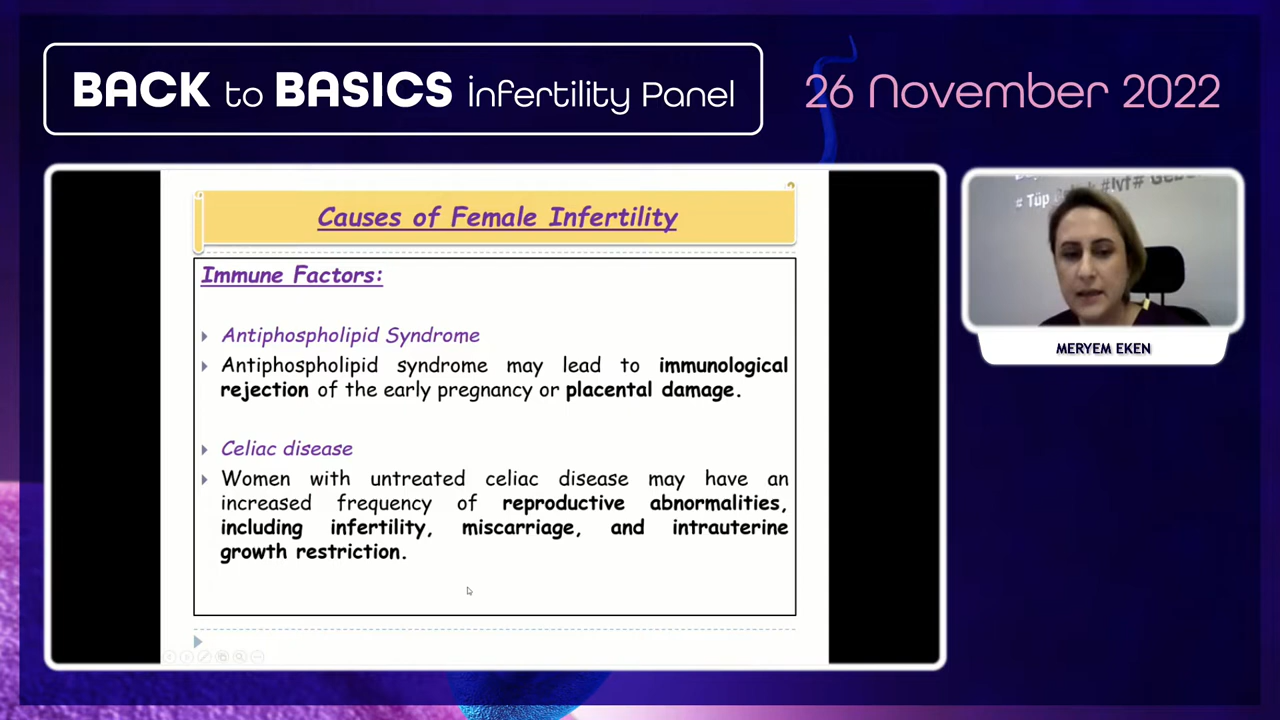 BACK to BASICS infertility Panel
26 November 2022
Causes of Female Infertility
Immune Factors:
Antiphospholipid Syndrome
Antiphospholipid syndrome may lead to immunological
rejection of the early pregnancy or placental damage.
Celiac disease
Women with untreated celiac disease may have an
increased frequency of reproductive abnormalities,
including infertility, miscarriage, and intrauterine
growth restriction.
# Tüp #ivf#
MERYEM EKEN